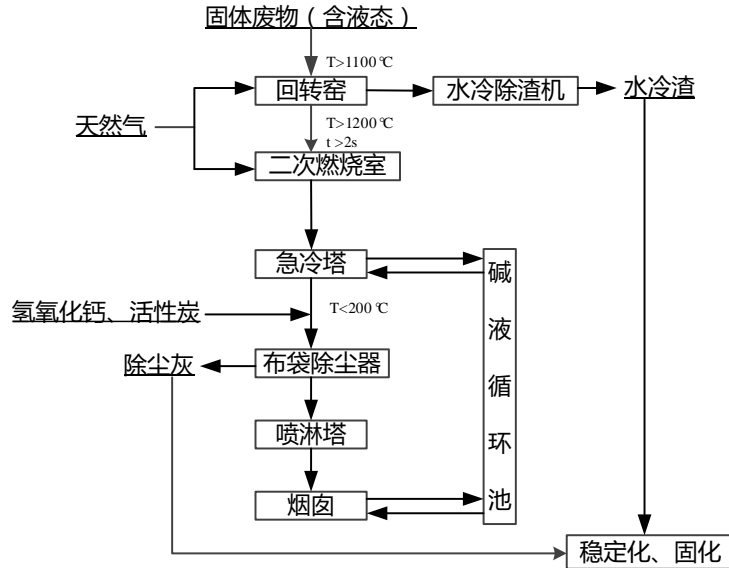 固体废物（含液态）
T>1100℃
回转窑
水冷除渣机
水冷渣
天然气
T>1200℃
t >2s
二次燃烧室
急冷塔
碱液循环池
氢氧化钙、活性炭
T<200℃
除尘灰
布袋除尘器
喷淋塔
烟囱
稳定化、固化